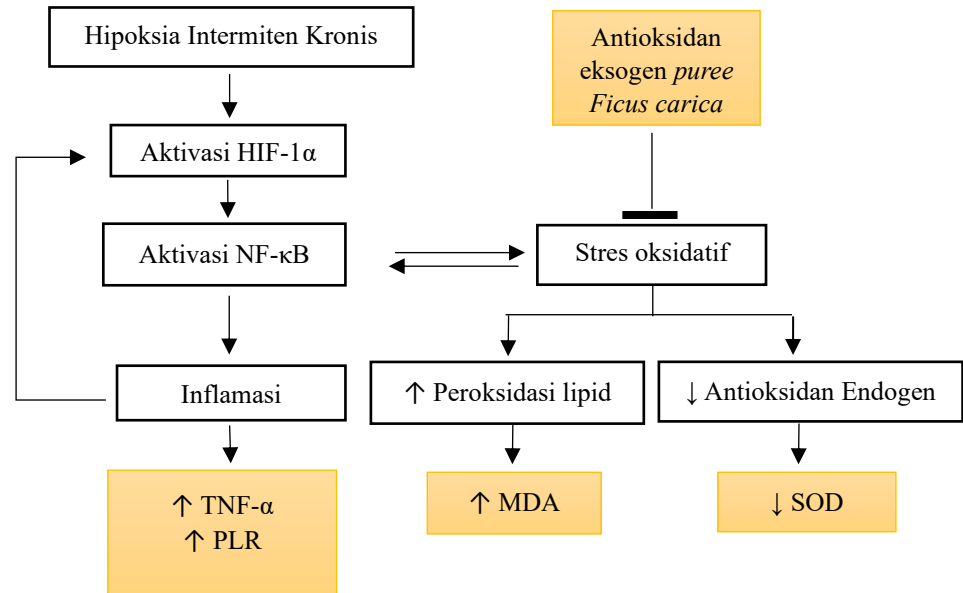 Hipoksia Intermiten Kronis
Antioksidan
eksogen puree
Ficus carica
Aktivasi HIF-1α
Aktivasi NF-κB
Stres oksidatif
Inflamasi
↑ Peroksidasi lipid
↓ Antioksidan Endogen
↑ TNF-α
↑ PLR
↑ MDA
↓ SOD